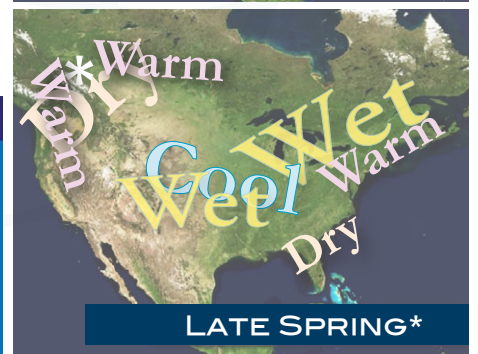 Warm
*
Dry
Warm
Wet
Warm
Cool
Wet
Dry
LATE SPRING*